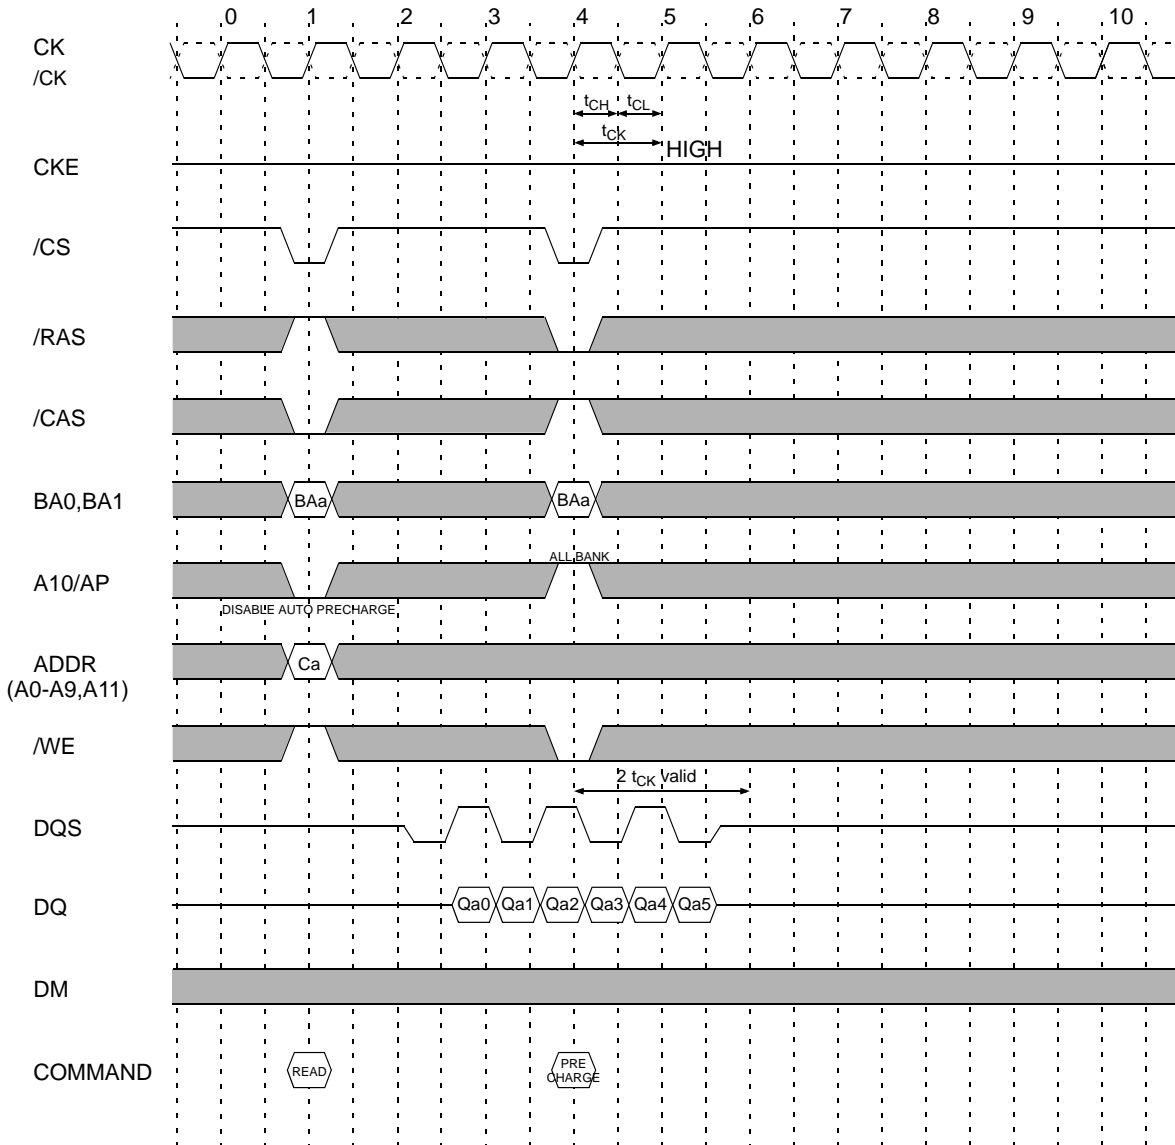 0 1 2 3 4 5 6 7 8 9 10
CK
/CK
tCH tCL
tCK
HIGH
CKE
/CS
/RAS
/CAS
BA0,BA1 BAa BAa
ALL BANK
A10/AP
DISABLE AUTO PRECHARGE
ADDR Ca
(A0-A9,A11)
/WE
2 tCK valid
DQS
DQ Qa0 Qa1 Qa2 Qa3 Qa4 Qa5
DM
COMMAND READ PRE
CHARGE